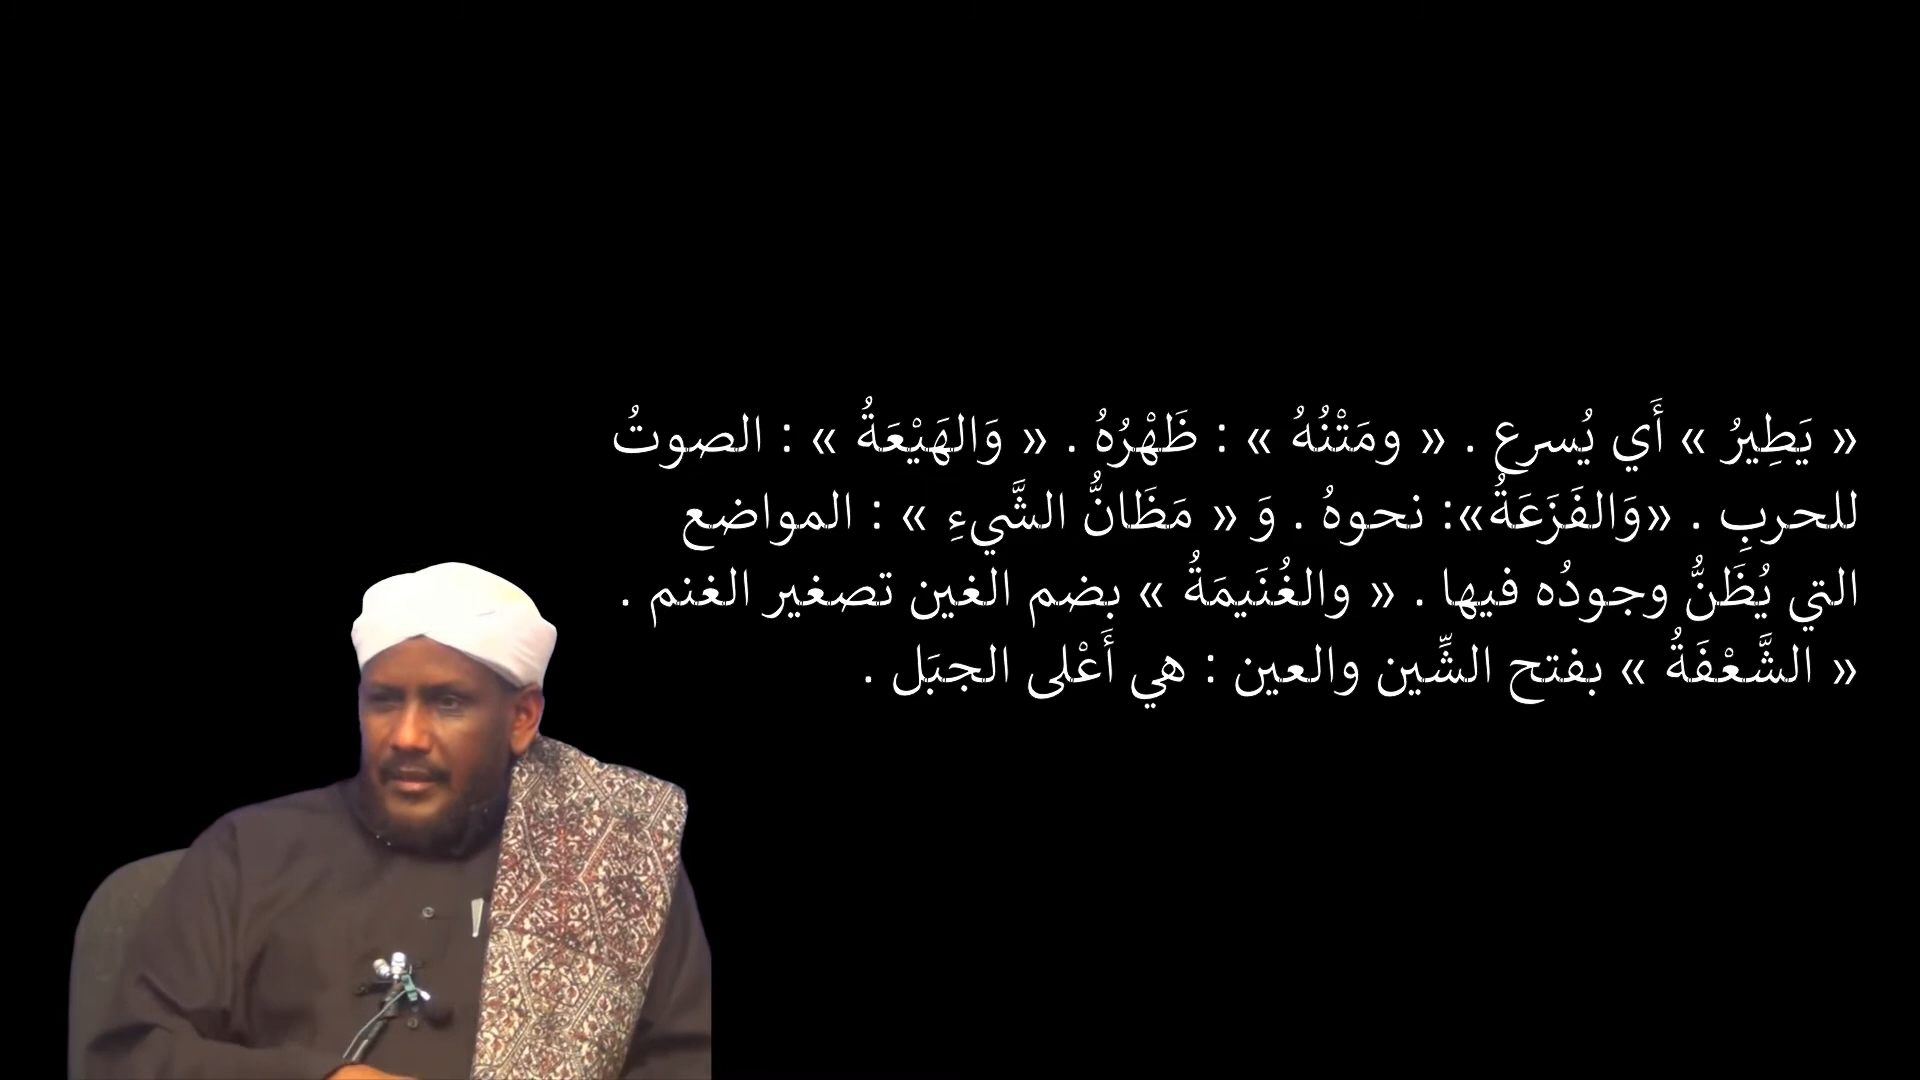 « يَطِيرُ » أَي يُسرع . « ومَتْنُهُ » : ظَهْرُهُ . « وَالهَيْعَةُ » : الصوتُ
للحربِ . «وَالفَزَعَةُ»: نحوهُ . وَ « مَظَانُّ الشَّيءِ » : المواضع
التي يُظَنُّ وجودُه فيها . « والغُنَيمَةُ » بضم الغين تصغير الغنم .
« الشَّعْفَةُ » بفتح الشِّين والعين : هي أَعْلى الجبَل .